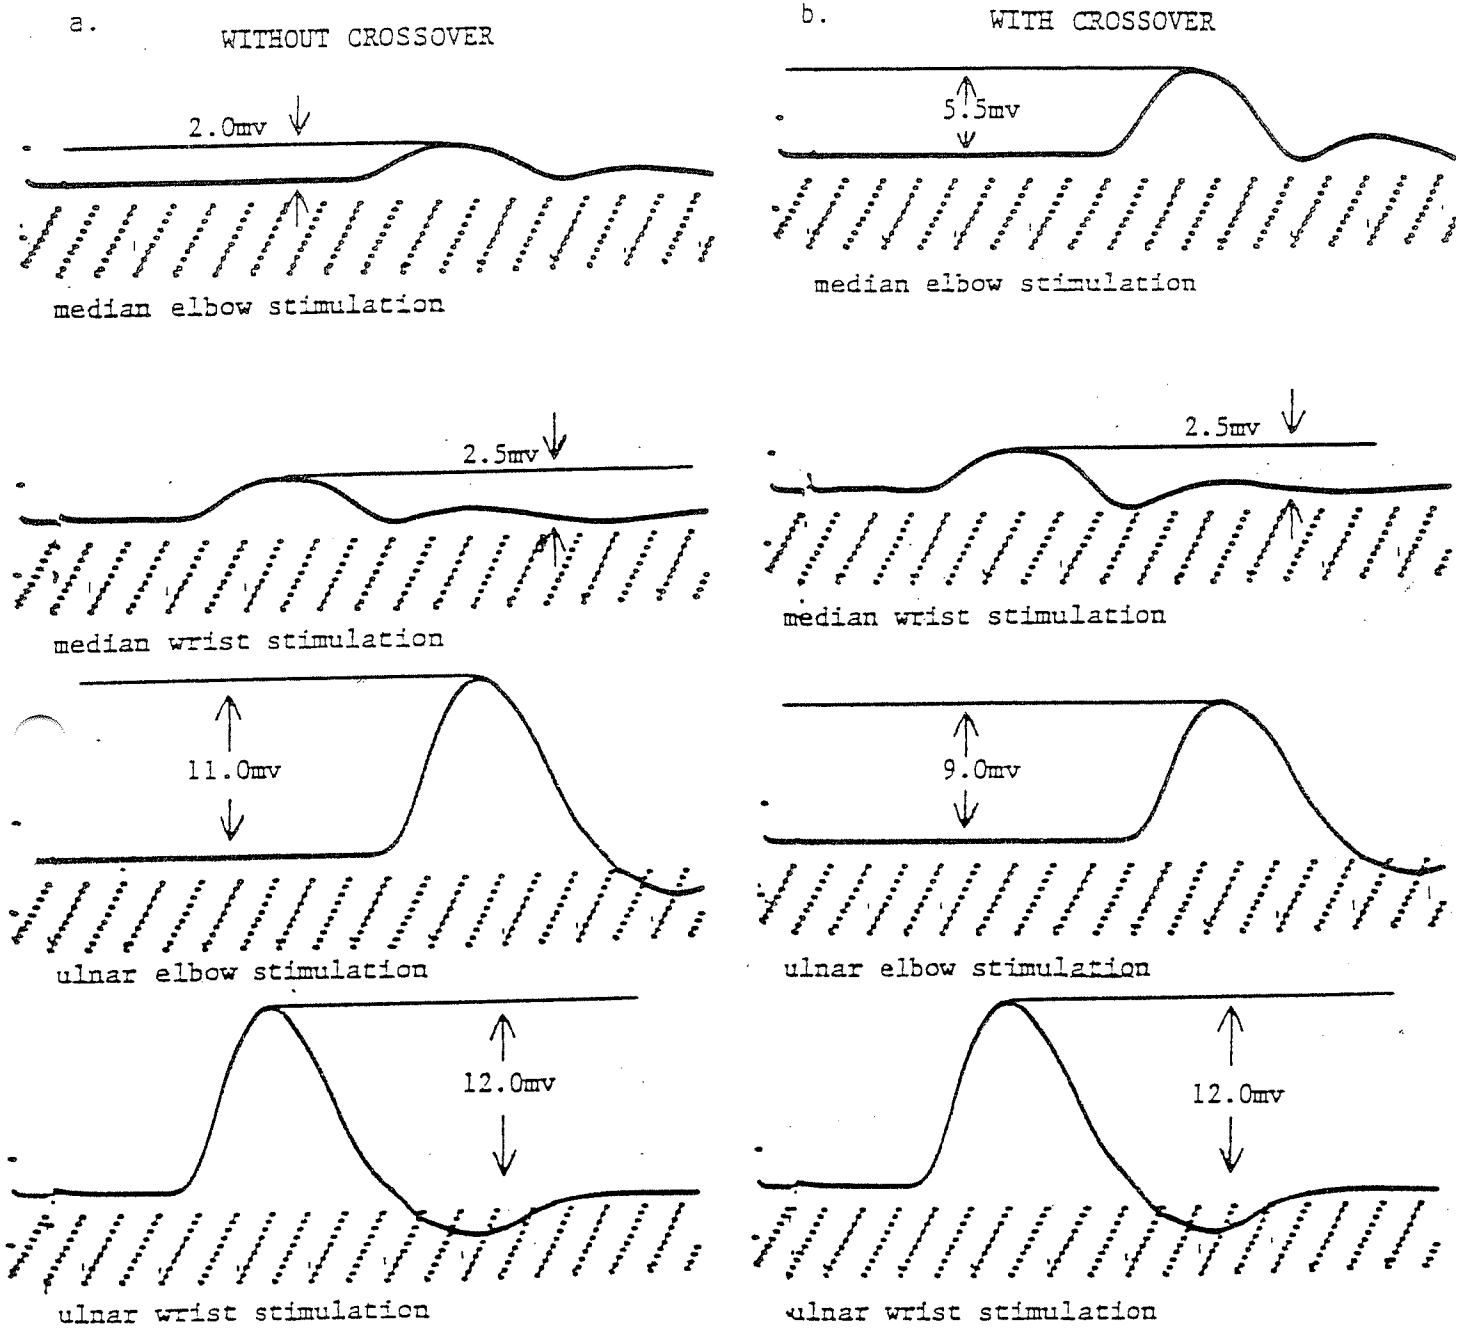 a.
WITHOUT CROSSOVER
2.0mv
median elbow stimulation
2.5mv
median wrist stimulation
11.0mv
ulnar elbow stimulation
12.0mv
ulnar wrist stimulation
b.
WITH CROSSOVER
5.5mv
median elbow stimulation
2.5mv
median wrist stimulation
9.0mv
ulnar elbow stimulation
12.0mv
ulnar wrist stimulation